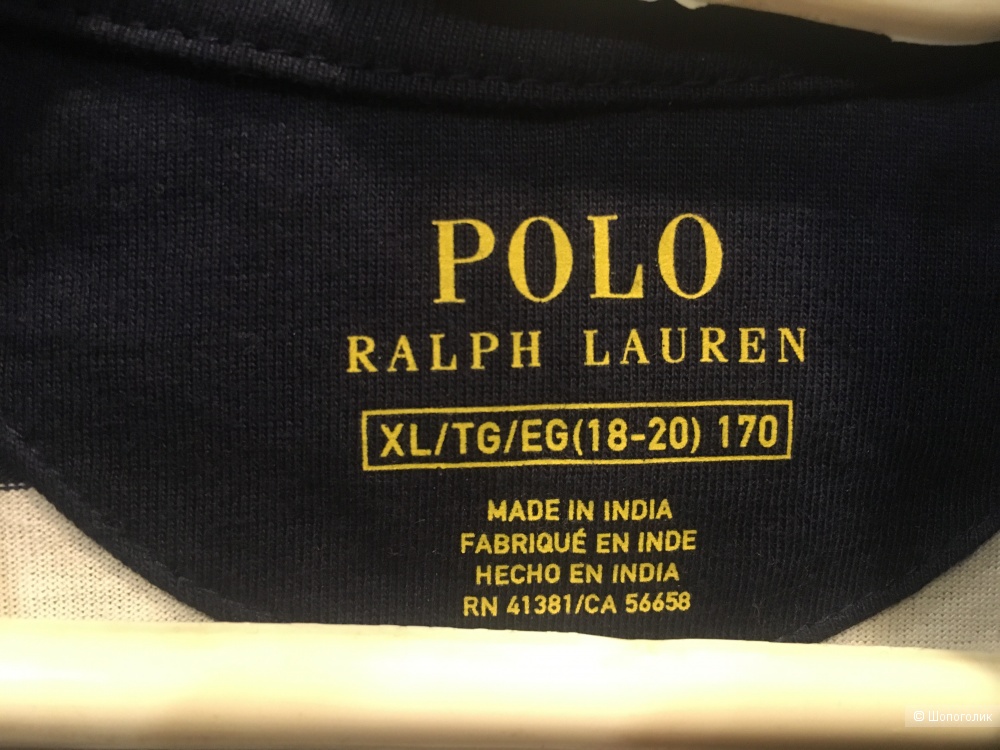 POLO
RALPH LAUREN
XL/TG/EG(18-20) 170
MADE IN INDIA
FABRIQUÉ EN INDE
HECHO EN INDIA
RN 41381/CA 56658
© Шопоголик